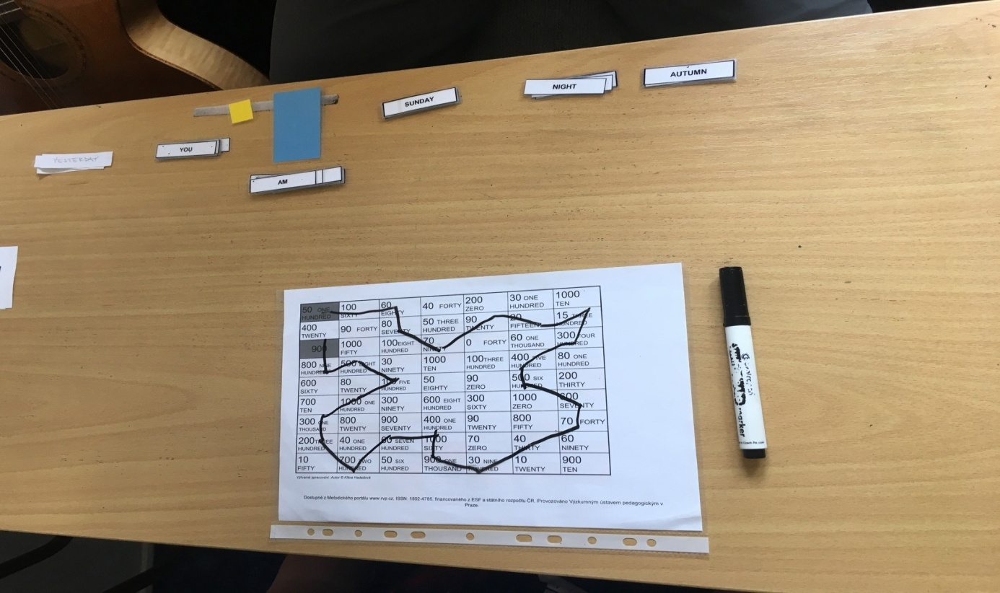 AUTUMN
NIGHT
SUNDAY
YOU
YESTERDAY
AM
50 ONE HUNDRED 100 SIXTY 60 EIGHTY 40 FORTY 200 ZERO 30 ONE HUNDRED 1000 TEN
400 TWENTY 90 FORTY 80 SEVENTY 50 THREE HUNDRED 90 TWENTY 20 FIFTEEN 15 THREE HUNDRED
900 1000 FIFTY 100 EIGHT HUNDRED 70 NINETY 0 FORTY 60 ONE THOUSAND 300 FOUR HUNDRED
800 NINE HUNDRED 500 EIGHT HUNDRED 30 NINETY 1000 TEN 100 THREE HUNDRED 400 FIVE HUNDRED 80 ONE HUNDRED
600 SIXTY 80 TWENTY 100 FIVE HUNDRED 50 EIGHTY 90 ZERO 500 SIX HUNDRED 200 THIRTY
700 TEN 1000 ONE HUNDRED 300 NINETY 600 EIGHT HUNDRED 300 SIXTY 1000 ZERO 600 SEVENTY
300 ONE THOUSAND 800 TWENTY 900 SEVENTY 400 ONE HUNDRED 90 TWENTY 800 FIFTY 70 FORTY
200 THREE HUNDRED 40 ONE HUNDRED 60 SEVEN HUNDRED 1000 SIXTY 70 ZERO 40 THIRTY 60 NINETY
10 FIFTY 700 TWO HUNDRED 50 SIX HUNDRED 900 ONE THOUSAND 30 NINE HUNDRED 10 TWENTY 900 TEN
Výtvarné zpracování: Autor © Klára Hadašová
Dostupné z Metodického portálu www.rvp.cz, ISSN: 1802-4785, financovaného z ESF a státního rozpočtu ČR. Provozováno Výzkumným ústavem pedagogickým v
Praze.
marker